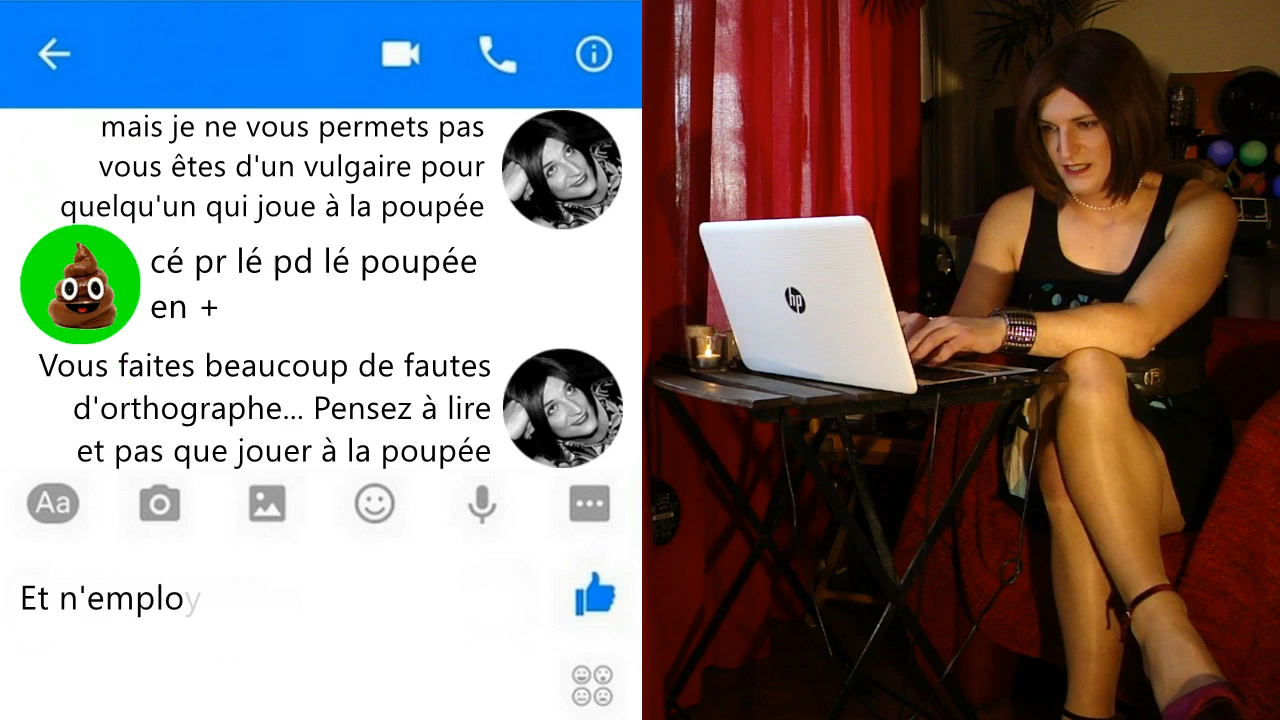 mais je ne vous permets pas
vous êtes d'un vulgaire pour
quelqu'un qui joue à la poupée
cé pr lé pd lé poupée
en +
Vous faites beaucoup de fautes
d'orthographe... Pensez à lire
et pas que jouer à la poupée
Aa
Et n'employ
hp